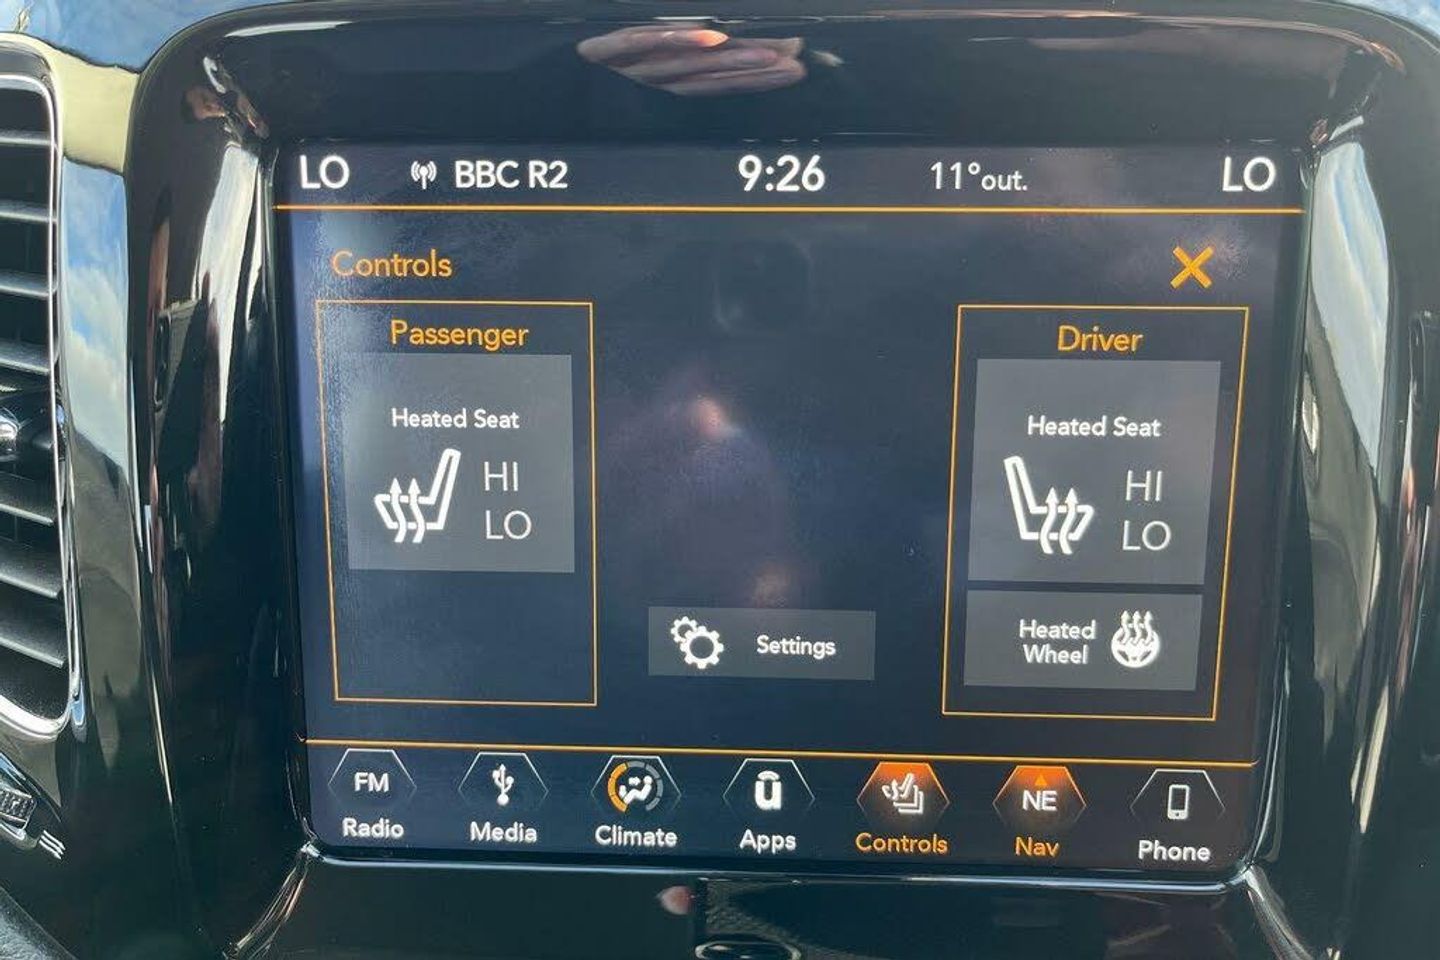 LO BBC R2 9:26 11°out. LO
Controls
Passenger
Heated Seat
HI
LO
Driver
Heated Seat
HI
LO
Heated
Wheel
Settings
FM
Radio
Media
Climate
Apps
Controls
NE
Nav
Phone